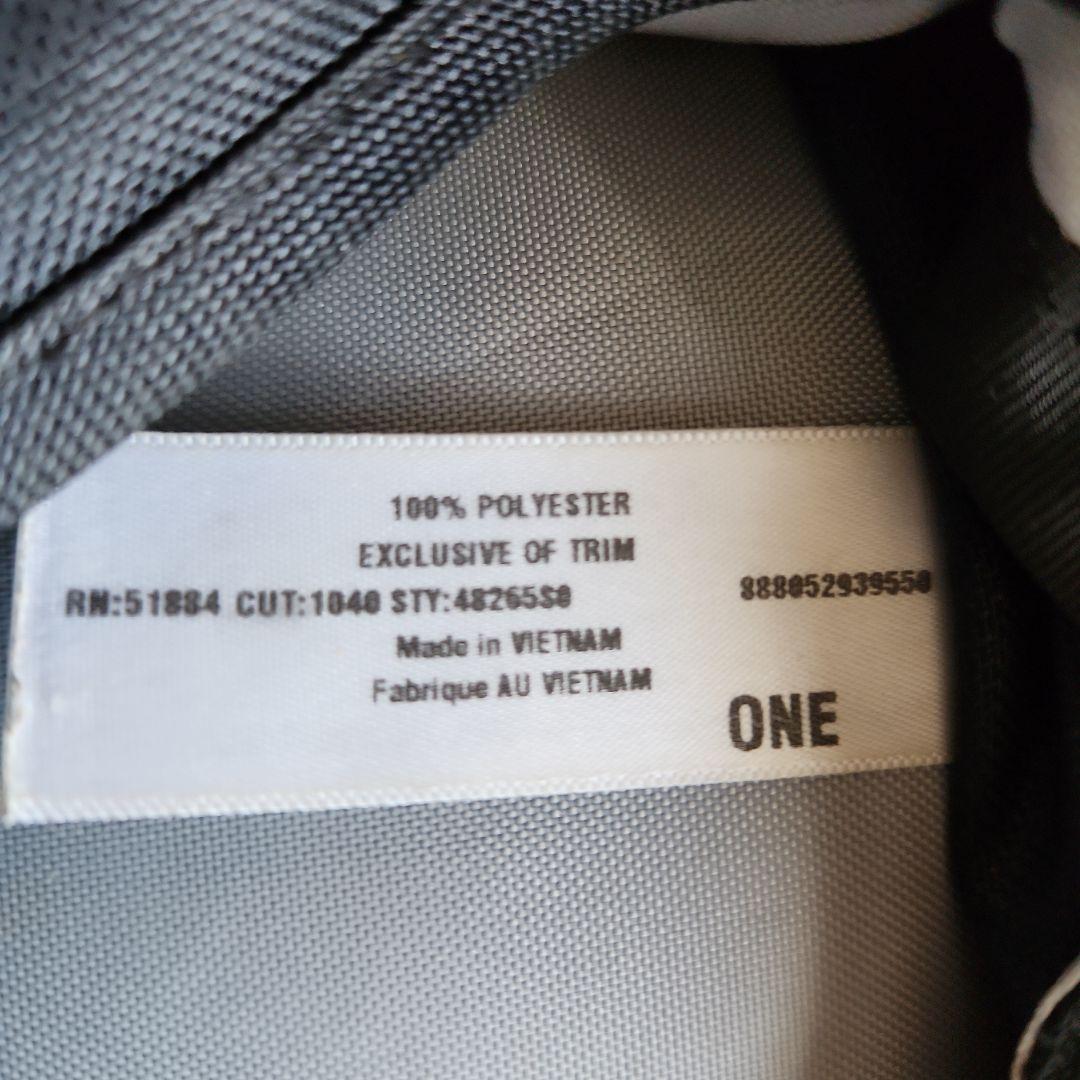 100% POLYESTER
EXCLUSIVE OF TRIM
RN:51884 CUT:1040 STY:48265S0
888052939550
Made in VIETNAM
Fabrique AU VIETNAM
ONE